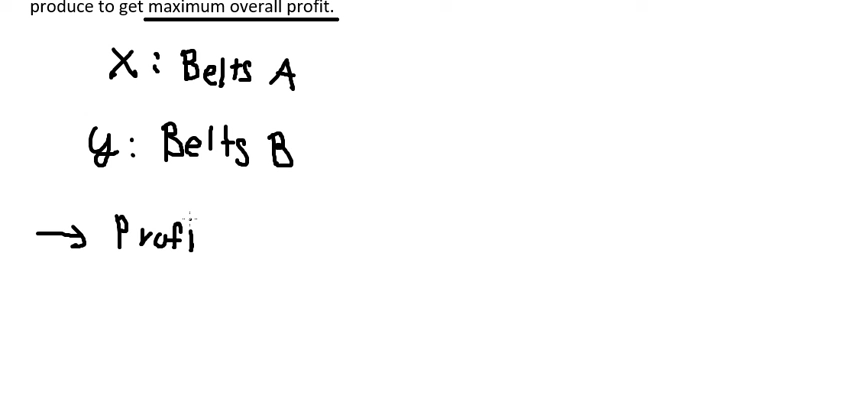 produce to get maximum overall profit.
X: Belts A
y: Belts B
→ Profi